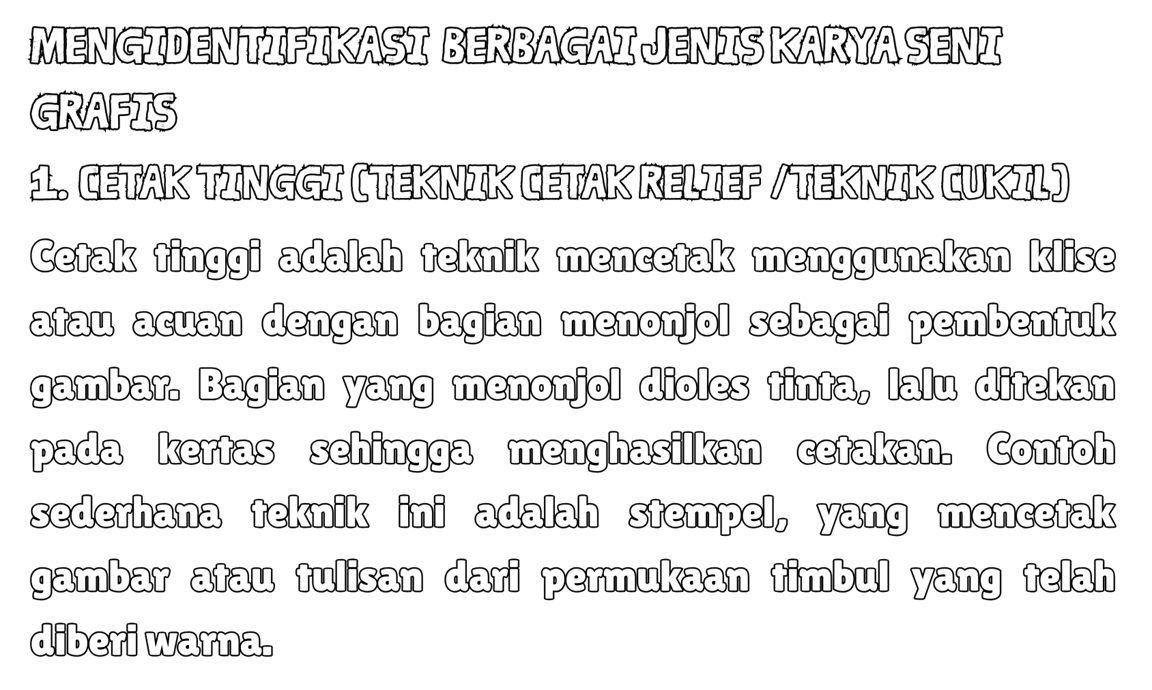 MENGIDENTIFIKASI BERBAGAI JENIS KARYA SENI
GRAFIS
1. CETAK TINGGI (TEKNIK CETAK RELIEF /TEKNIK CUKIL)
Cetak tinggi adalah teknik mencetak menggunakan klise
atau acuan dengan bagian menonjol sebagai pembentuk
gambar. Bagian yang menonjol dioles tinta, lalu ditekan
pada kertas sehingga menghasilkan cetakan. Contoh
sederhana teknik ini adalah stempel, yang mencetak
gambar atau tulisan dari permukaan timbul yang telah
diberi warna.